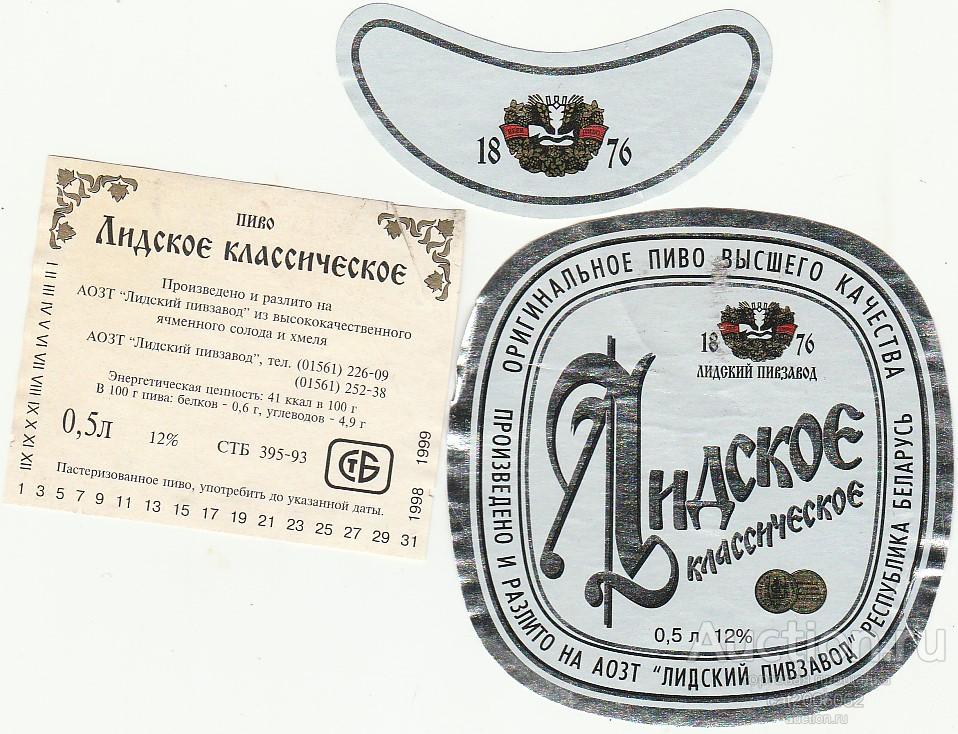 18 76
ПИВО
Лидское классическое
Произведено и разлито на
АОЗТ “Лидский пивзавод” из высококачественного
ячменного солода и хмеля
АОЗТ “Лидский пивзавод”, тел. (01561) 226-09
(01561) 252-38
Энергетическая ценность: 41 ккал в 100 г
В 100 г пива: белков - 0,6 г, углеводов - 4,9 г
0,5л 12% СТБ 395-93 СТБ
Пастеризованное пиво, употребить до указанной даты.
I II III IV V VI VII VIII IX X XI XII
1 3 5 7 9 11 13 15 17 19 21 23 25 27 29 31
1998 1999
ОРИГИНАЛЬНОЕ ПИВО ВЫСШЕГО КАЧЕСТВА
18 76
ЛИДСКИЙ ПИВЗАВОД
Лидское
классическое
0,5 л 12%
ПРОИЗВЕДЕНО И РАЗЛИТО НА АОЗТ “ЛИДСКИЙ ПИВЗАВОД” РЕСПУБЛИКА БЕЛАРУСЬ
Auction.ru
auction.ru